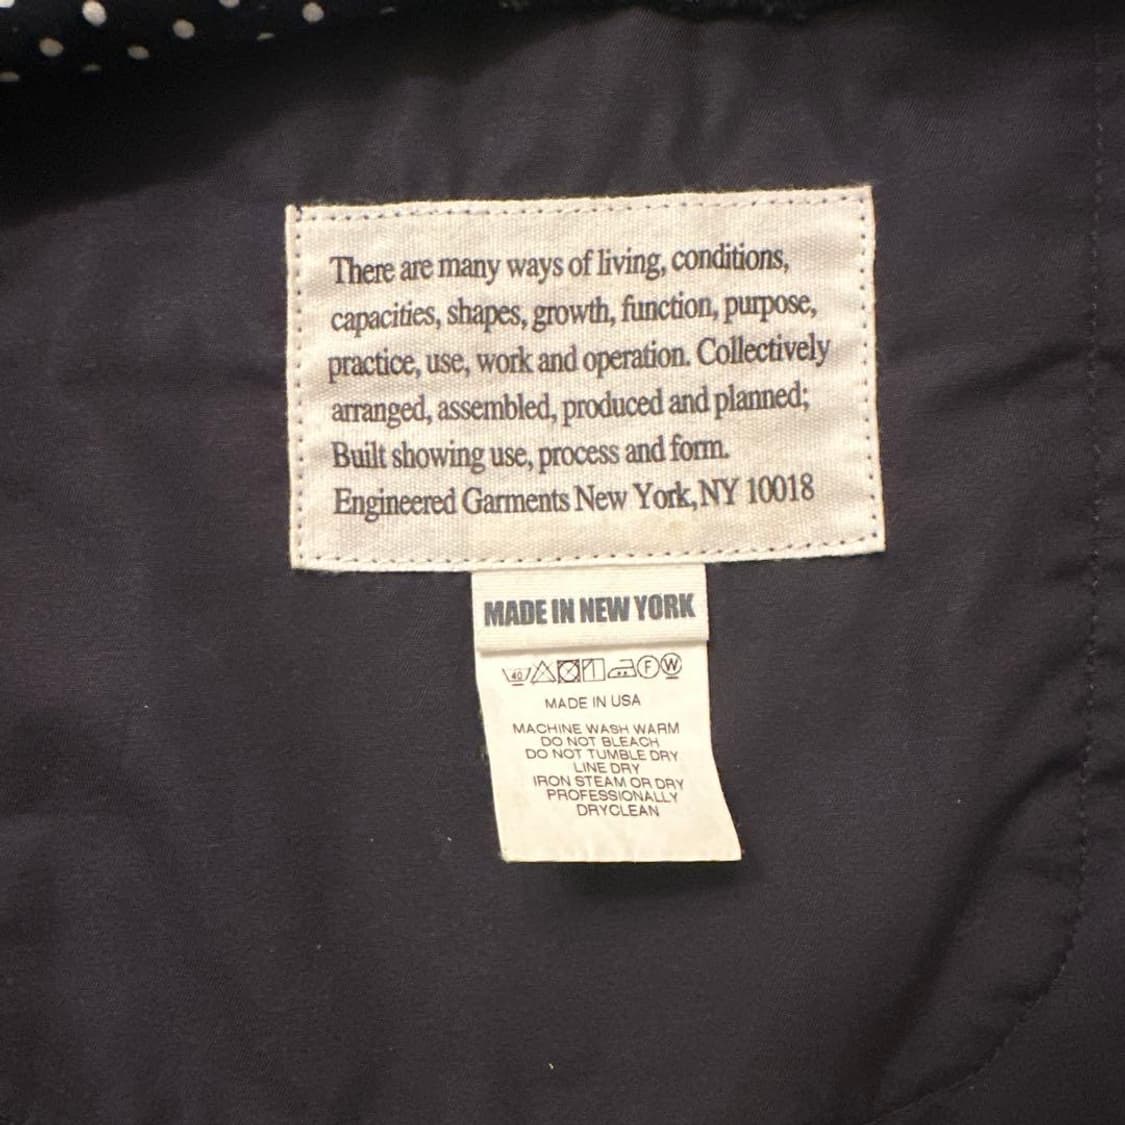 There are many ways of living, conditions,
capacities, shapes, growth, function, purpose,
practice, use, work and operation. Collectively
arranged, assembled, produced and planned;
Built showing use, process and form.
Engineered Garments New York, NY 10018
MADE IN NEW YORK
40 F W
MADE IN USA
MACHINE WASH WARM
DO NOT BLEACH
DO NOT TUMBLE DRY
LINE DRY
IRON STEAM OR DRY
PROFESSIONALLY
DRYCLEAN